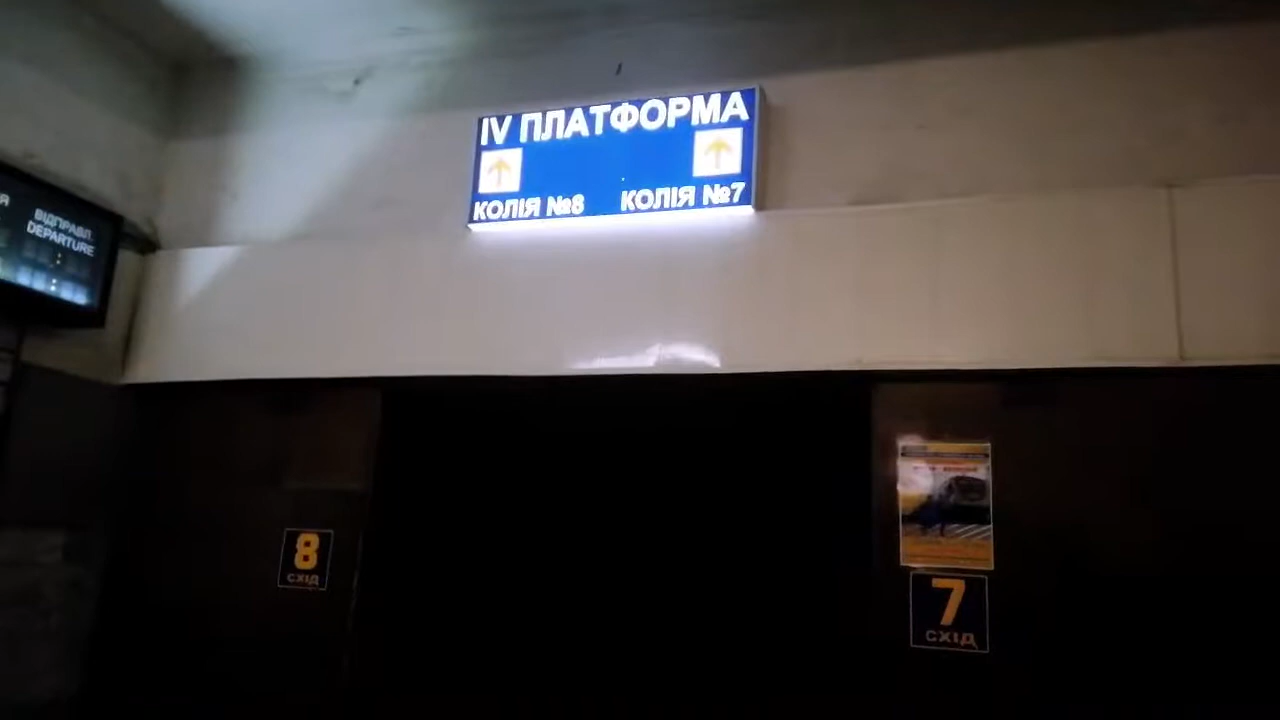 IV ПЛАТФОРМА
КОЛІЯ №8 КОЛІЯ №7
ВІДПРАВЛ.
DEPARTURE
8
СХІД
7
СХІД